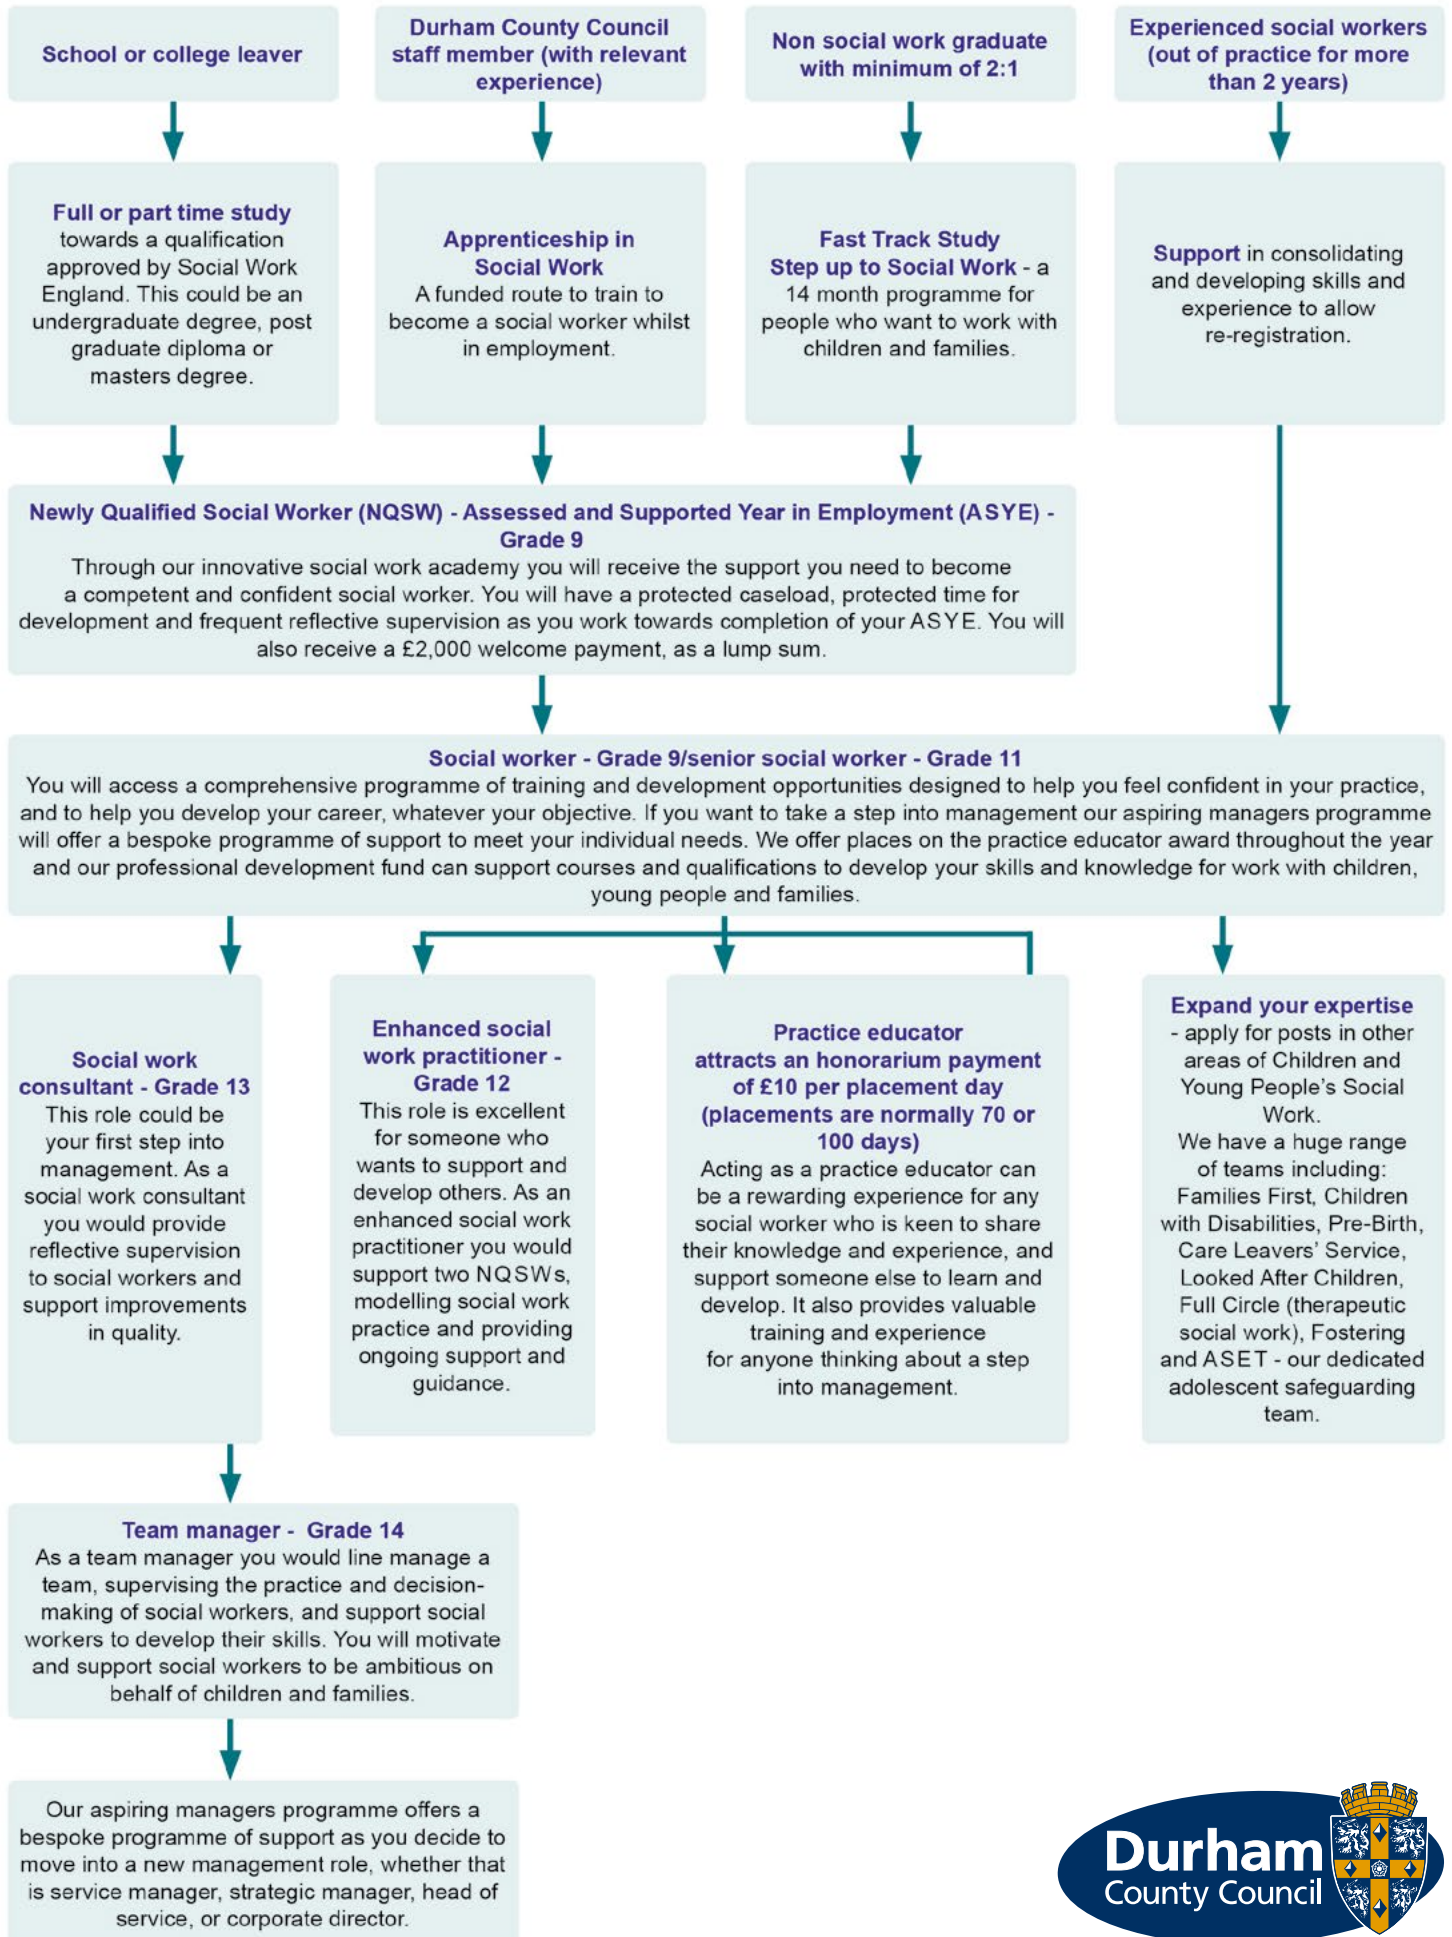 School or college leaver
Durham County Council
staff member (with relevant
experience)
Non social work graduate
with minimum of 2:1
Experienced social workers
(out of practice for more
than 2 years)
Full or part time study
towards a qualification
approved by Social Work
England. This could be an
undergraduate degree, post
graduate diploma or
masters degree.
Apprenticeship in
Social Work
A funded route to train to
become a social worker whilst
in employment.
Fast Track Study
Step up to Social Work - a
14 month programme for
people who want to work with
children and families.
Support in consolidating
and developing skills and
experience to allow
re-registration.
Newly Qualified Social Worker (NQSW) - Assessed and Supported Year in Employment (ASYE) -
Grade 9
Through our innovative social work academy you will receive the support you need to become
a competent and confident social worker. You will have a protected caseload, protected time for
development and frequent reflective supervision as you work towards completion of your ASYE. You will
also receive a £2,000 welcome payment, as a lump sum.
Social worker - Grade 9/senior social worker - Grade 11
You will access a comprehensive programme of training and development opportunities designed to help you feel confident in your practice,
and to help you develop your career, whatever your objective. If you want to take a step into management our aspiring managers programme
will offer a bespoke programme of support to meet your individual needs. We offer places on the practice educator award throughout the year
and our professional development fund can support courses and qualifications to develop your skills and knowledge for work with children,
young people and families.
Social work
consultant - Grade 13
This role could be
your first step into
management. As a
social work consultant
you would provide
reflective supervision
to social workers and
support improvements
in quality.
Enhanced social
work practitioner -
Grade 12
This role is excellent
for someone who
wants to support and
develop others. As an
enhanced social work
practitioner you would
support two NQSWs,
modelling social work
practice and providing
ongoing support and
guidance.
Practice educator
attracts an honorarium payment
of £10 per placement day
(placements are normally 70 or
100 days)
Acting as a practice educator can
be a rewarding experience for any
social worker who is keen to share
their knowledge and experience, and
support someone else to learn and
develop. It also provides valuable
training and experience
for anyone thinking about a step
into management.
Expand your expertise
- apply for posts in other
areas of Children and
Young People's Social
Work.
We have a huge range
of teams including:
Families First, Children
with Disabilities, Pre-Birth,
Care Leavers' Service,
Looked After Children,
Full Circle (therapeutic
social work), Fostering
and ASET - our dedicated
adolescent safeguarding
team.
Team manager - Grade 14
As a team manager you would line manage a
team, supervising the practice and decision-
making of social workers, and support social
workers to develop their skills. You will motivate
and support social workers to be ambitious on
behalf of children and families.
Our aspiring managers programme offers a
bespoke programme of support as you decide to
move into a new management role, whether that
is service manager, strategic manager, head of
service, or corporate director.
Durham
County Council